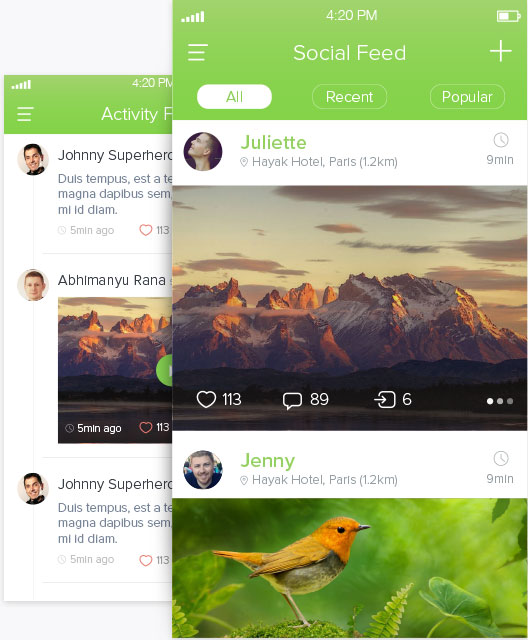 4:20 PM
Social Feed
All
Recent
Popular
Juliette
Hayak Hotel, Paris (1.2km)
9min
113
89
6
Jenny
Hayak Hotel, Paris (1.2km)
9min
4:20 PM
Activity F
Johnny Superhero
Duis tempus, est a te
magna dapibus sem,
mi id diam.
5min ago
113
Abhimanyu Rana
5min ago
113
Johnny Superhero
Duis tempus, est a te
magna dapibus sem,
mi id diam.
5min ago
113